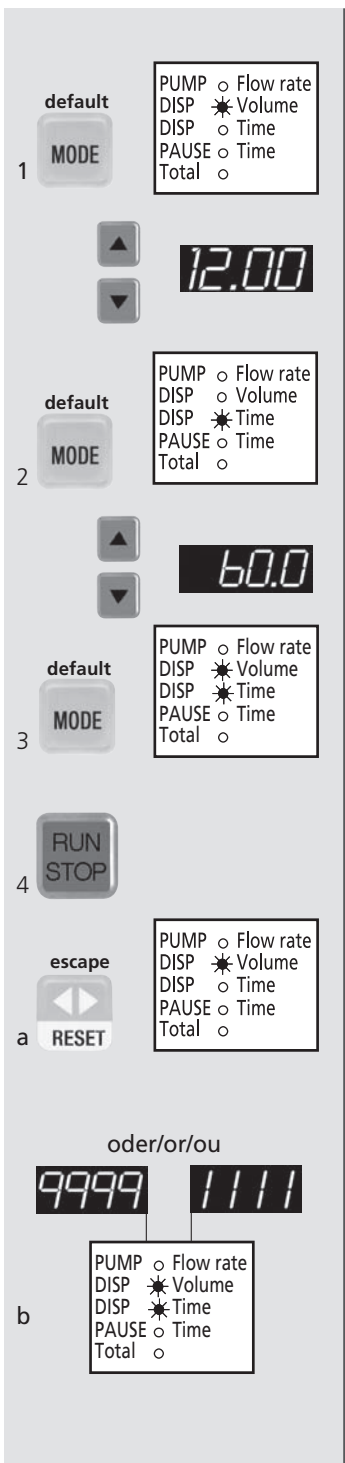 default
MODE
1
PUMP Flow rate
DISP Volume
DISP Time
PAUSE Time
Total
12.00
default
MODE
2
PUMP Flow rate
DISP Volume
DISP Time
PAUSE Time
Total
60.0
default
MODE
3
PUMP Flow rate
DISP Volume
DISP Time
PAUSE Time
Total
RUN
STOP
4
escape
RESET
a
PUMP Flow rate
DISP Volume
DISP Time
PAUSE Time
Total
oder/or/ou
9999 1111
b
PUMP Flow rate
DISP Volume
DISP Time
PAUSE Time
Total